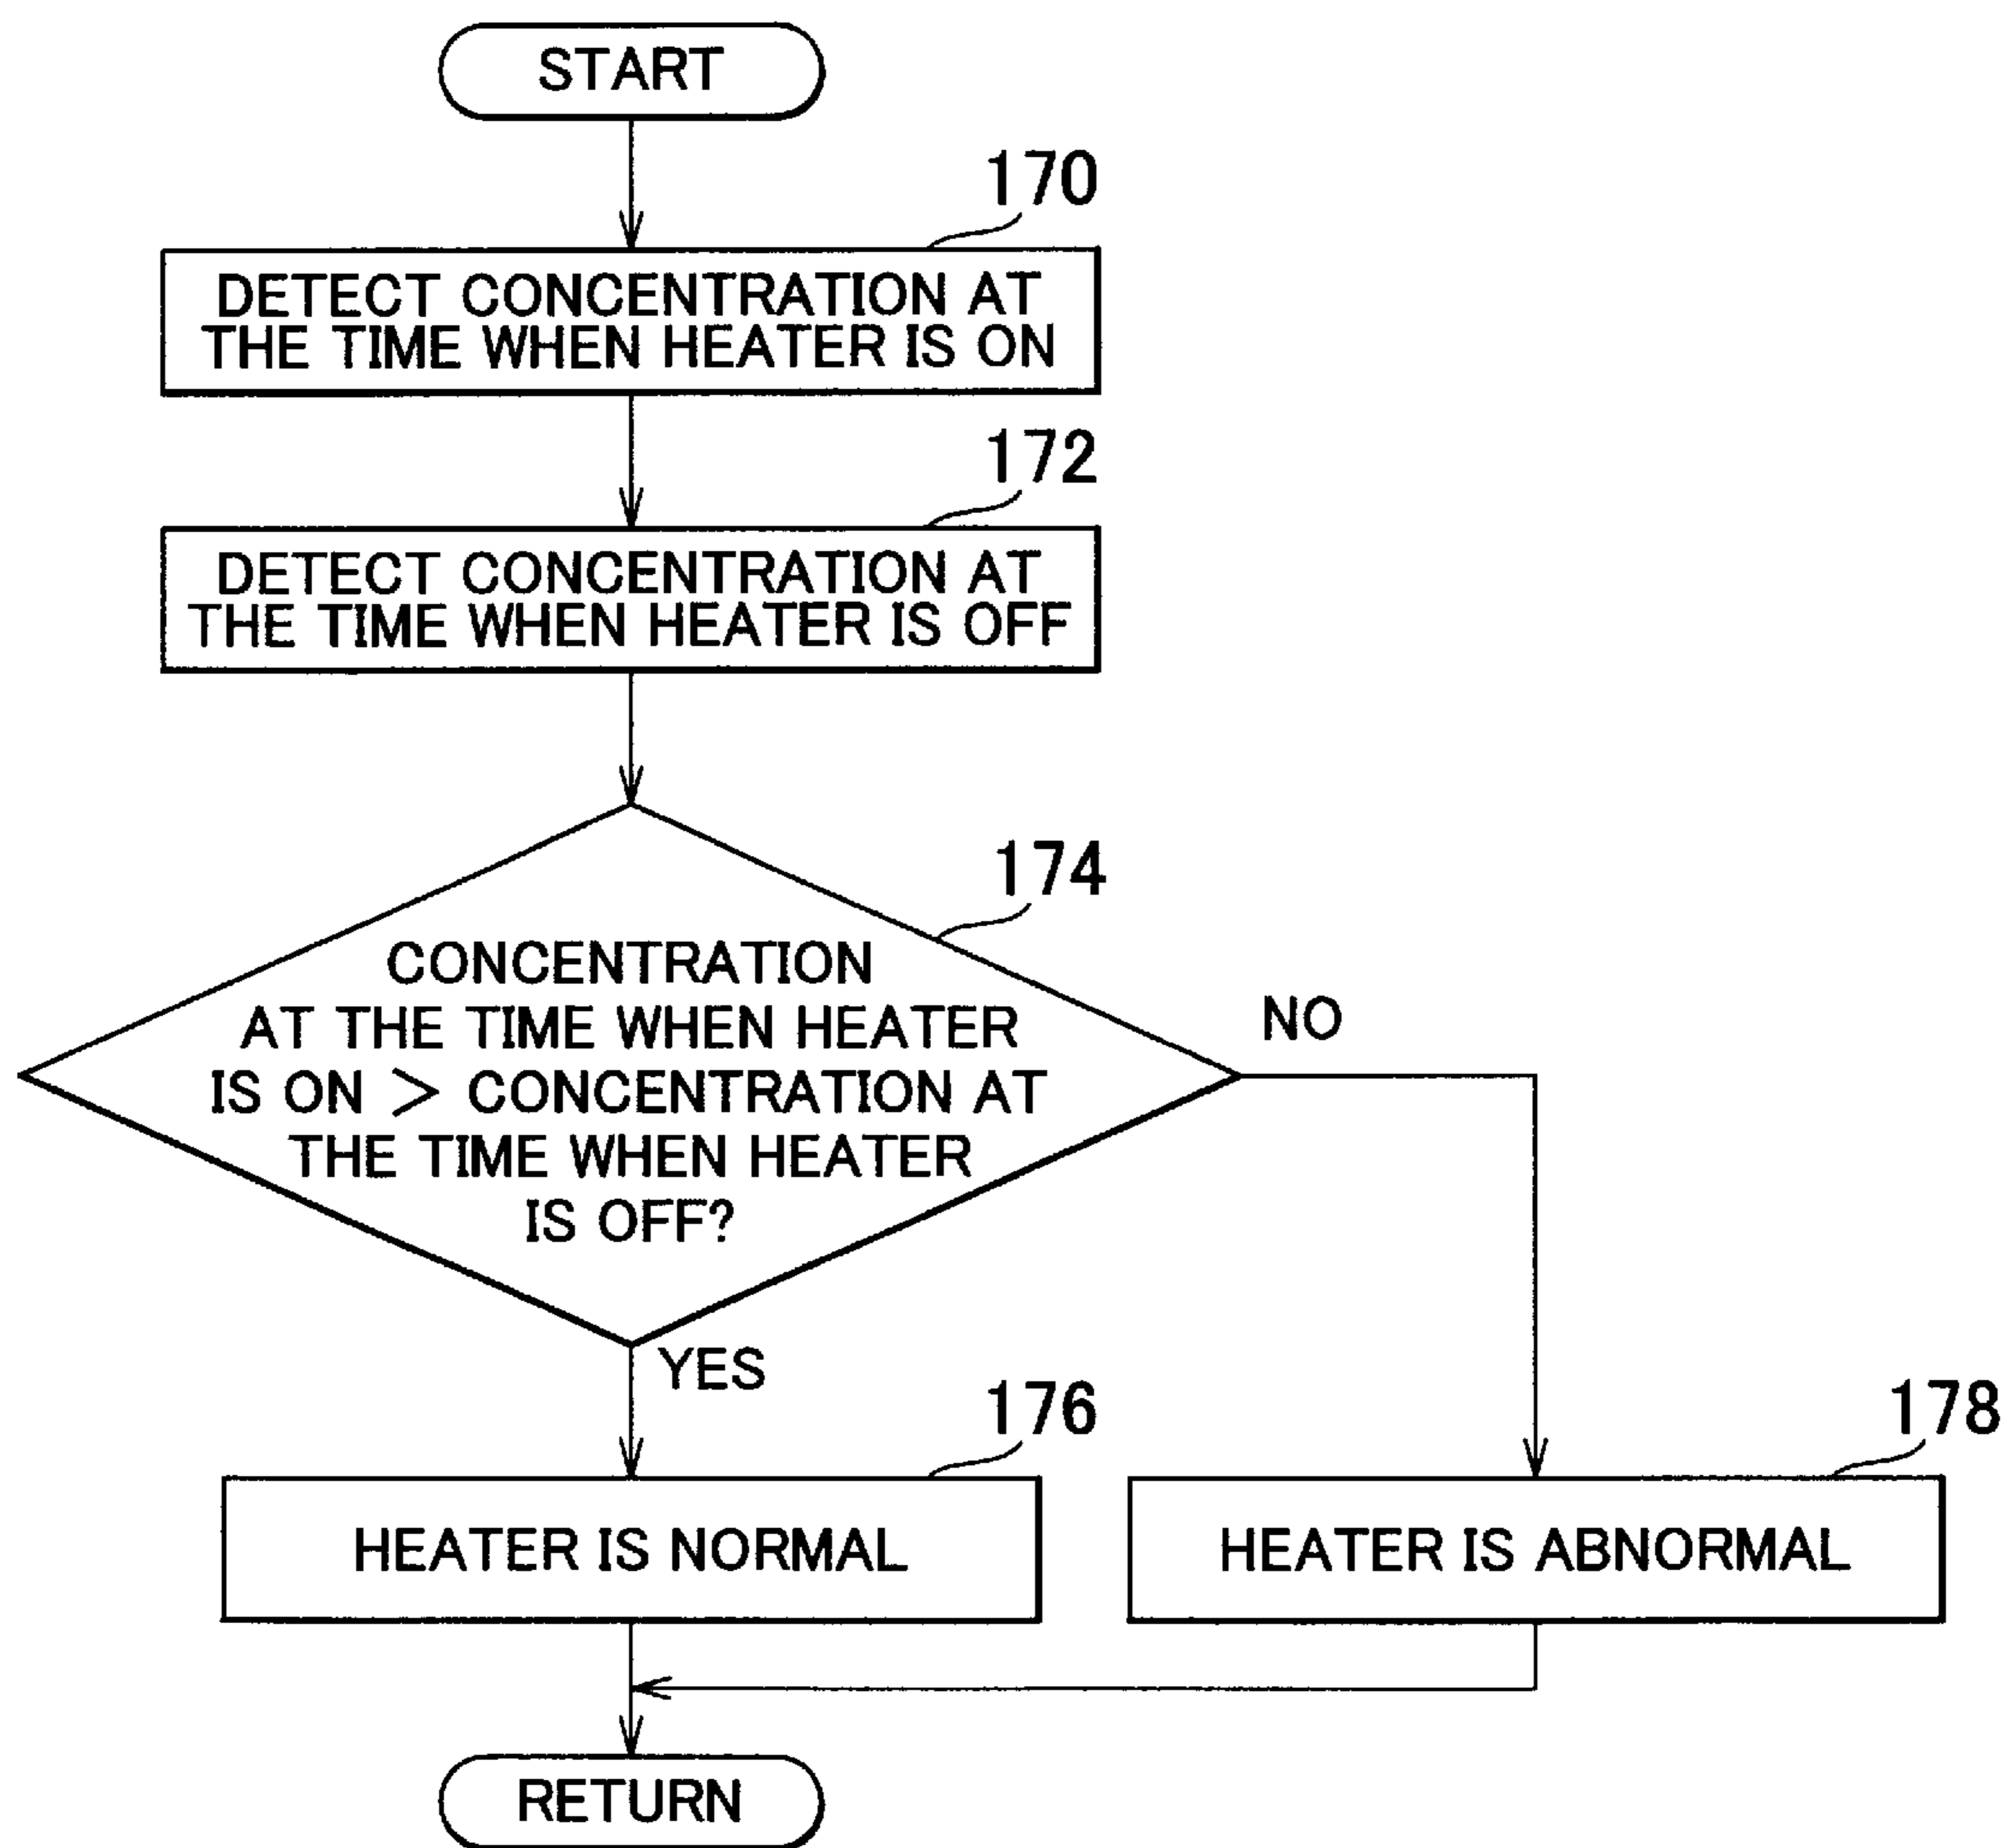 START
170
DETECT CONCENTRATION AT
THE TIME WHEN HEATER IS ON
172
DETECT CONCENTRATION AT
THE TIME WHEN HEATER IS OFF
174
CONCENTRATION
AT THE TIME WHEN HEATER
IS ON > CONCENTRATION AT
THE TIME WHEN HEATER
IS OFF?
NO
YES
176
HEATER IS NORMAL
178
HEATER IS ABNORMAL
RETURN